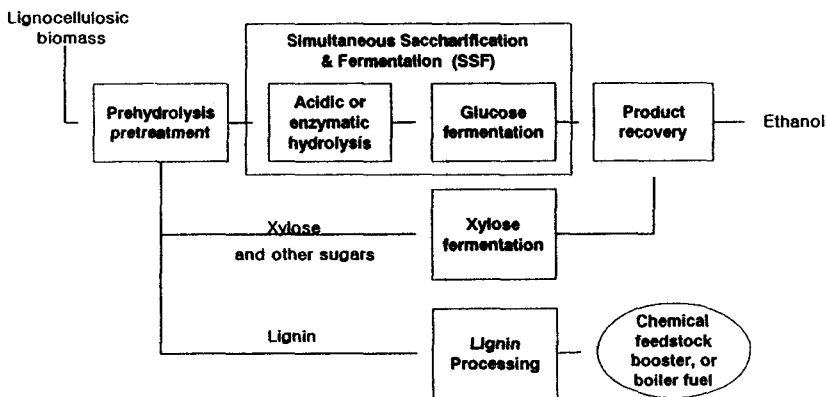 Lignocellulosic
biomass
Simultaneous Saccharification
& Fermentation (SSF)
Prehydrolysis
pretreatment
Acidic or
enzymatic
hydrolysis
Glucose
fermentation
Product
recovery
Ethanol
Xylose
and other sugars
Xylose
fermentation
Lignin
Lignin
Processing
Chemical
feedstock
booster, or
boiler fuel